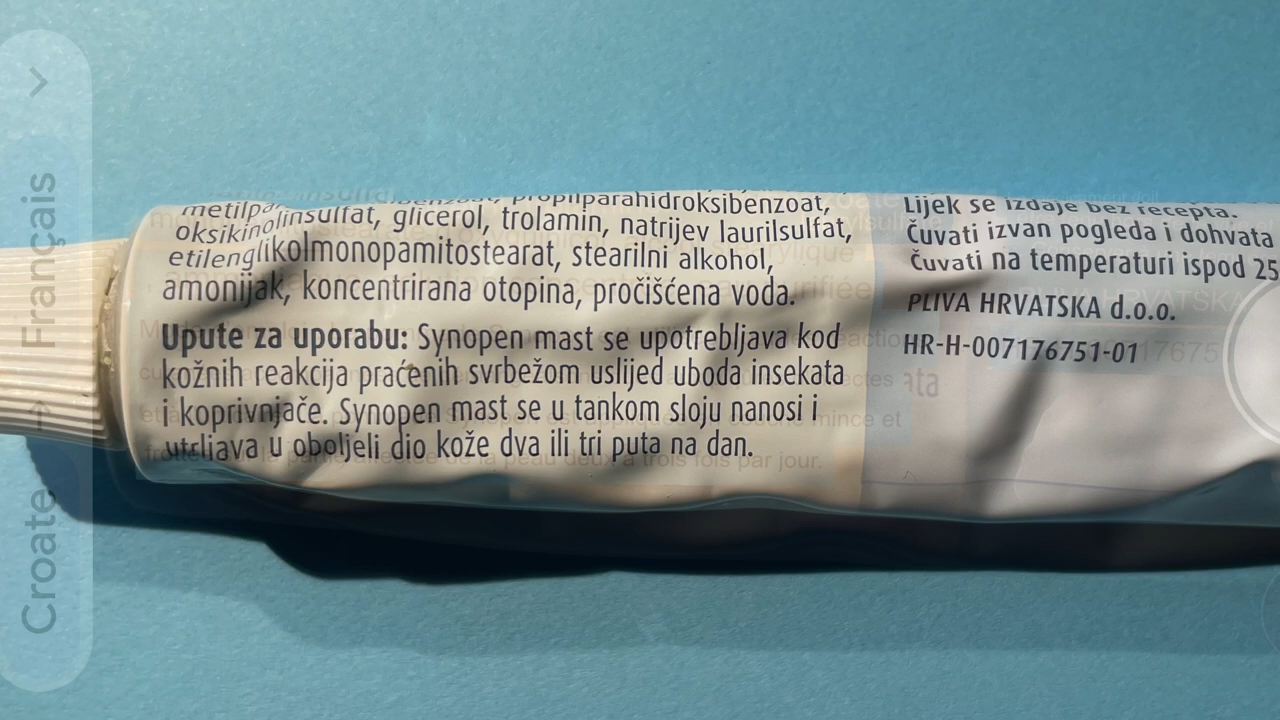 propilparahidroksibenzoat,
oksikinolinsulfat, glicerol, trolamin, natrijev laurilsulfat,
etilenglikolmonopamitostearat, stearilni alkohol,
amonijak, koncentrirana otopina, pročišćena voda.
Upute za uporabu: Synopen mast se upotrebljava kod
kožnih reakcija praćenih svrbežom uslijed uboda insekata
i koprivnjače. Synopen mast se u tankom sloju nanosi i
utrljava u oboljeli dio kože dva ili tri puta na dan.
Lijek se izdaje bez recepta.
Čuvati izvan pogleda i dohvata
Čuvati na temperaturi ispod 25
PLIVA HRVATSKA d.o.o.
HR-H-007176751-01
Croate → Français